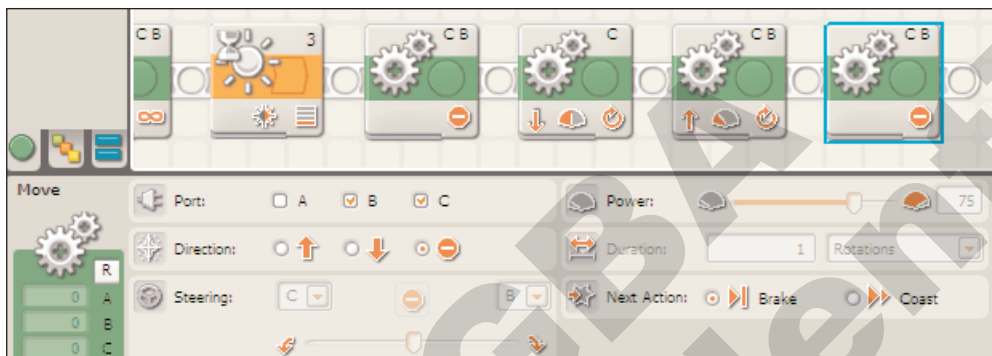 C B
3
C B
C
C B
C B
Move
Port:
A
B
C
Power:
75
Direction:
Duration:
1
Rotations
R
0 A
Steering:
C
B
Next Action:
Brake
Coast
0 B
0 C